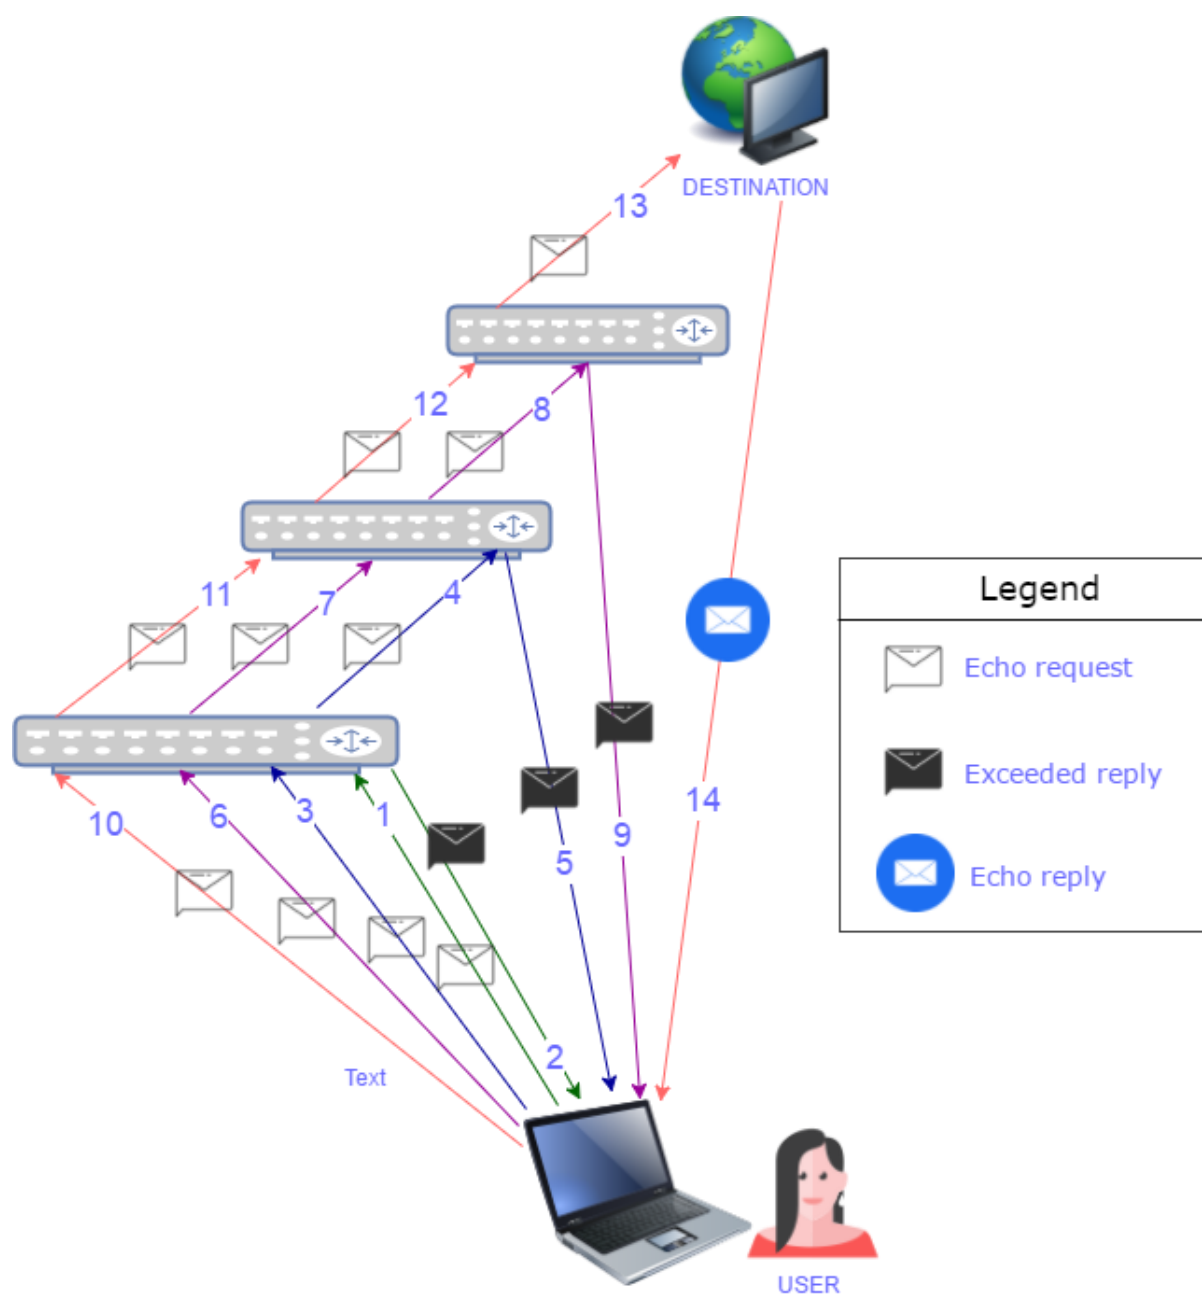 DESTINATION
13
12
8
11
7
4
Legend
Echo request
Exceeded reply
Echo reply
10
6
3
1
5
9
14
2
Text
USER